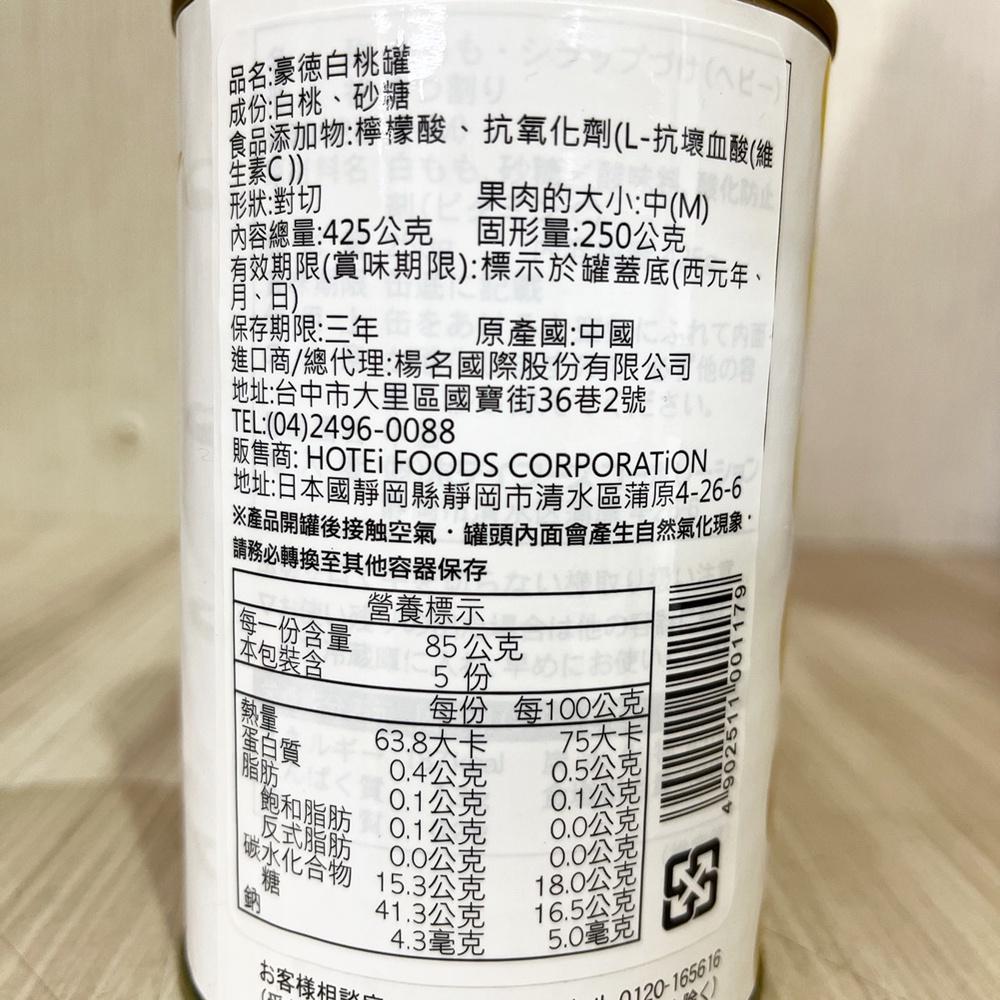 品名:豪德白桃罐
成份:白桃、砂糖
食品添加物:檸檬酸、抗氧化劑(L-抗壞血酸(維
生素C))
形狀:對切 果肉的大小:中(M)
內容總量:425公克 固形量:250公克
有效期限(賞味期限):標示於罐蓋底(西元年、
月、日)
保存期限:三年 原產國:中國
進口商/總代理:楊名國際股份有限公司
地址:台中市大里區國寶街36巷2號
TEL:(04)2496-0088
販售商: HOTEi FOODS CORPORATiON
地址:日本國靜岡縣靜岡市清水區蒲原4-26-6
※產品開罐後接触空氣．罐頭內面會產生自然氣化現象．
請務必轉換至其他容器保存
營養標示
每一份含量 85公克
本包裝含 5份
每份 每100公克
熱量 63.8大卡 75大卡
蛋白質 0.4公克 0.5公克
脂肪 0.1公克 0.1公克
飽和脂肪 0.1公克 0.0公克
反式脂肪 0.0公克 0.0公克
碳水化合物 15.3公克 18.0公克
糖 41.3公克 16.5公克
鈉 4.3毫克 5.0毫克
4 902511 001179
お客様相談室
0120-165616